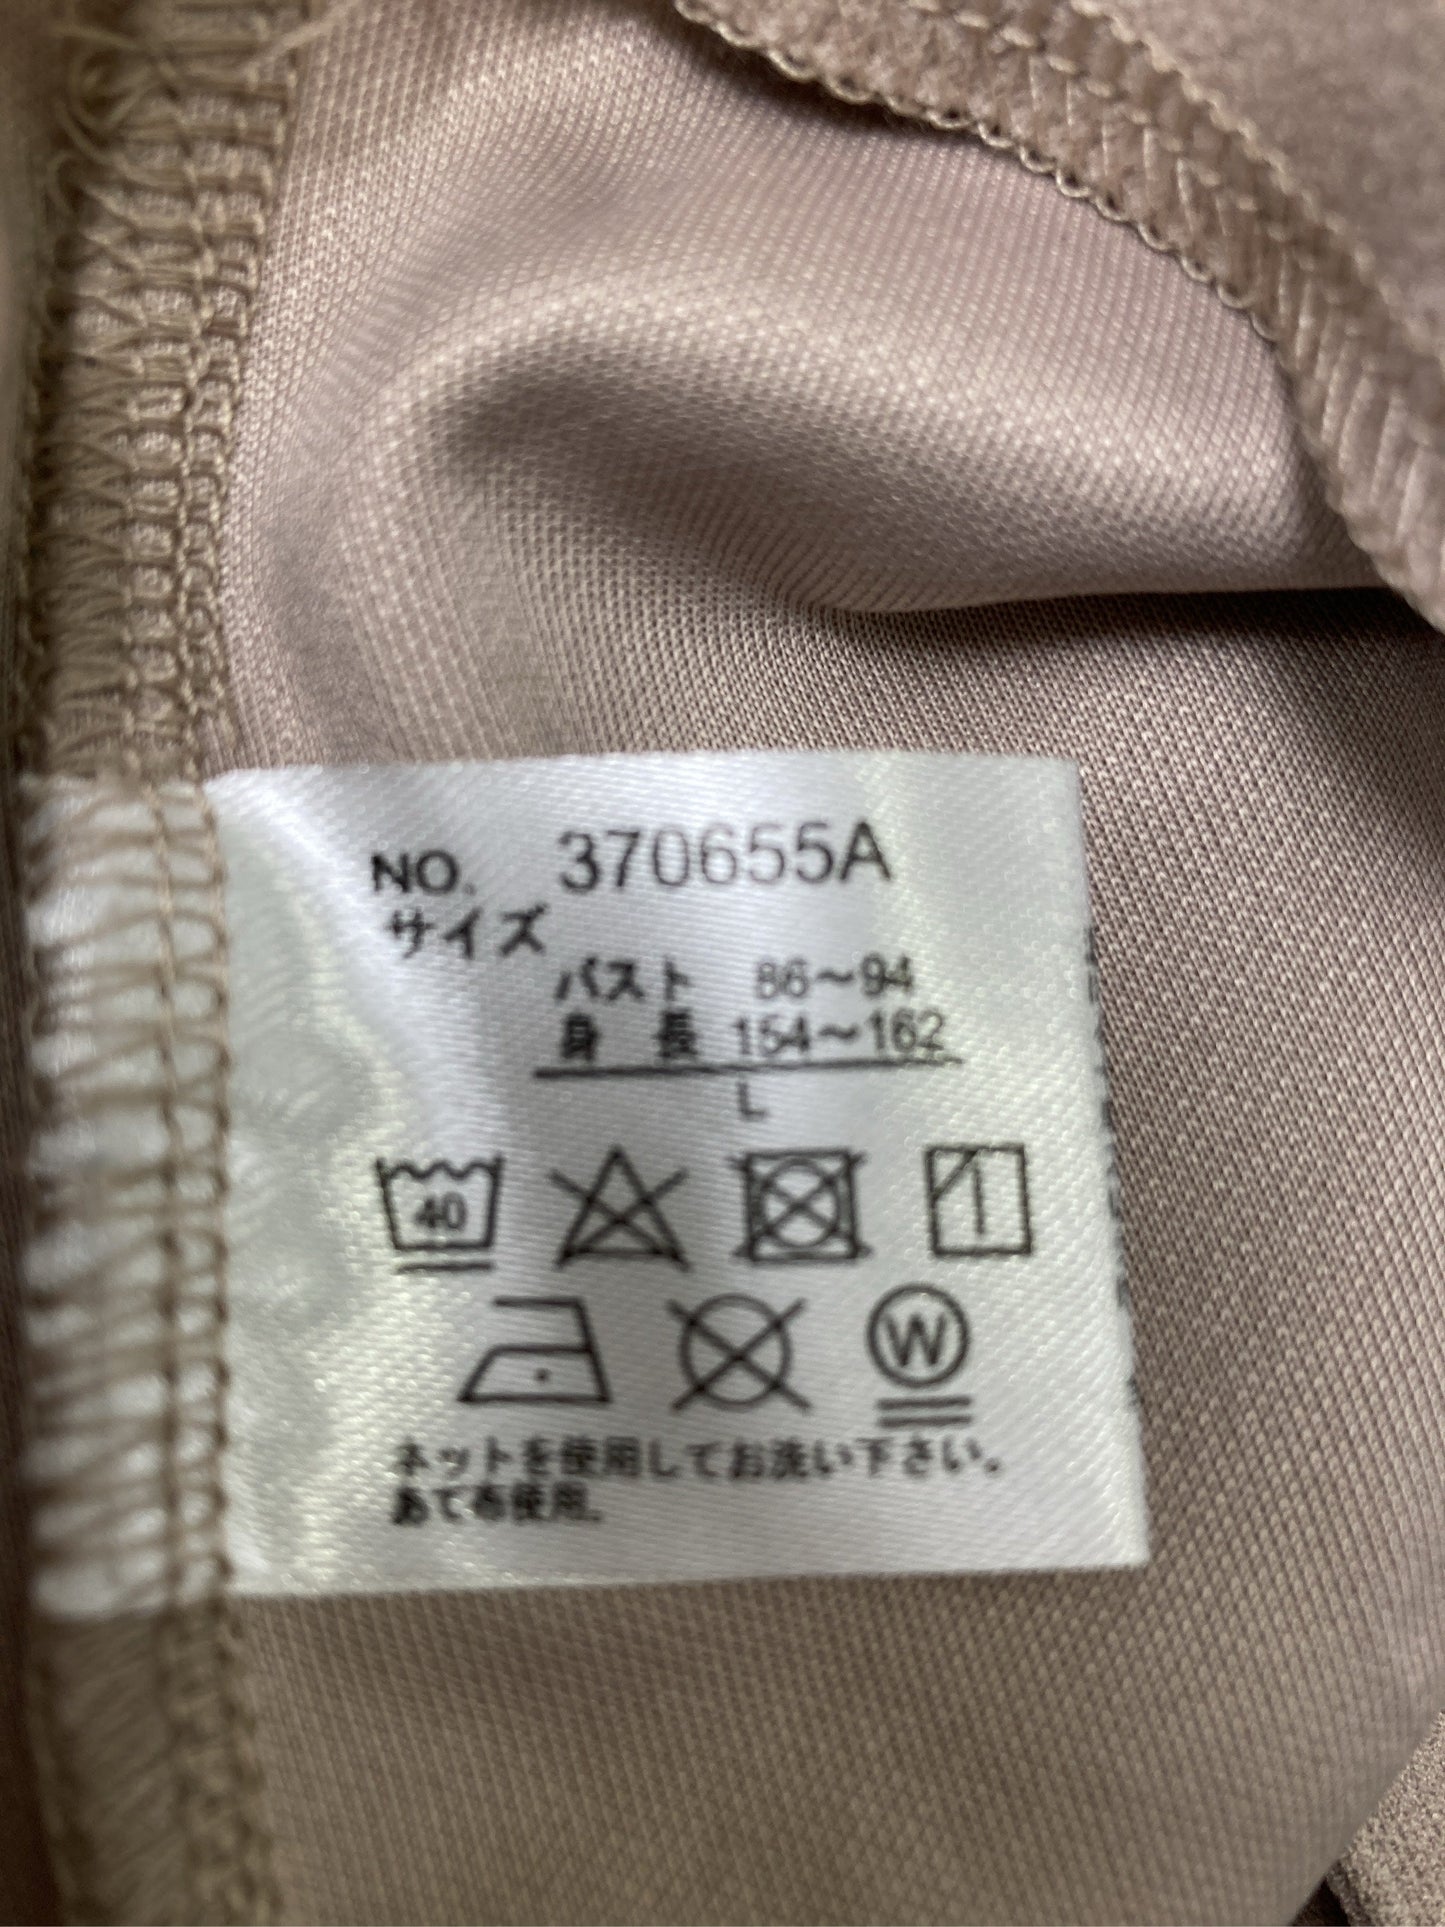 NO. 370655A
サイズ
バスト 86～94
身長 154～162
L
40
W
ネットを使用してお洗い下さい。
あて布使用。